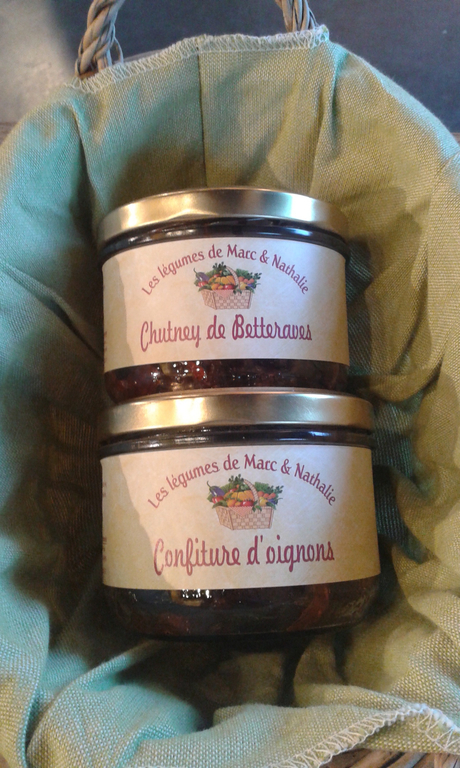 Les légumes de Marc & Nathalie
Chutney de Betteraves
Les légumes de Marc & Nathalie
Confiture d'oignons